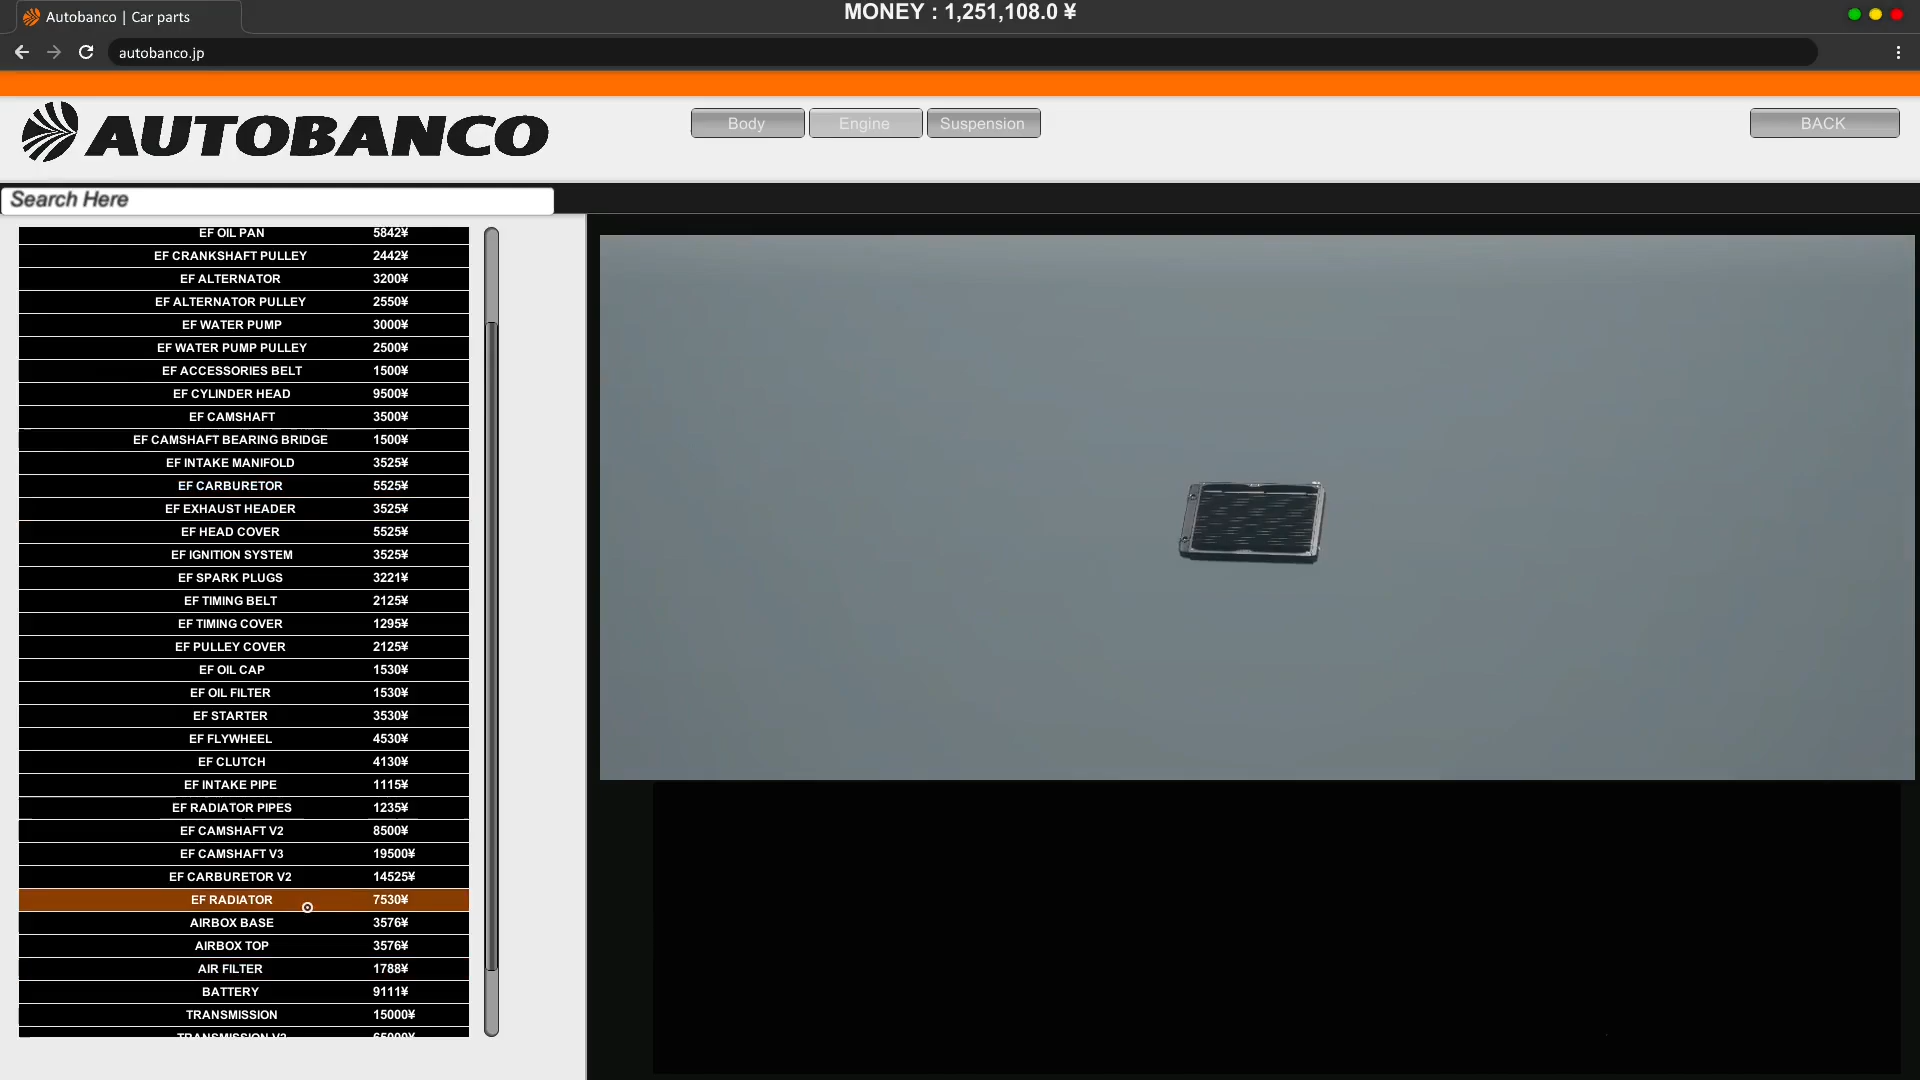 Autobanco | Car parts
MONEY : 1,251,108.0 ¥
autobanco.jp
AUTOBANCO
Body
Engine
Suspension
BACK
Search Here
EF OIL PAN 5842¥
EF CRANKSHAFT PULLEY 2442¥
EF ALTERNATOR 3200¥
EF ALTERNATOR PULLEY 2550¥
EF WATER PUMP 3000¥
EF WATER PUMP PULLEY 2500¥
EF ACCESSORIES BELT 1500¥
EF CYLINDER HEAD 9500¥
EF CAMSHAFT 3500¥
EF CAMSHAFT BEARING BRIDGE 1500¥
EF INTAKE MANIFOLD 3525¥
EF CARBURETOR 5525¥
EF EXHAUST HEADER 3525¥
EF HEAD COVER 5525¥
EF IGNITION SYSTEM 3525¥
EF SPARK PLUGS 3221¥
EF TIMING BELT 2125¥
EF TIMING COVER 1295¥
EF PULLEY COVER 2125¥
EF OIL CAP 1530¥
EF OIL FILTER 1530¥
EF STARTER 3530¥
EF FLYWHEEL 4530¥
EF CLUTCH 4130¥
EF INTAKE PIPE 1115¥
EF RADIATOR PIPES 1235¥
EF CAMSHAFT V2 8500¥
EF CAMSHAFT V3 19500¥
EF CARBURETOR V2 14525¥
EF RADIATOR 7530¥
AIRBOX BASE 3576¥
AIRBOX TOP 3576¥
AIR FILTER 1788¥
BATTERY 9111¥
TRANSMISSION 15000¥
TRANSMISSION V2 65000¥